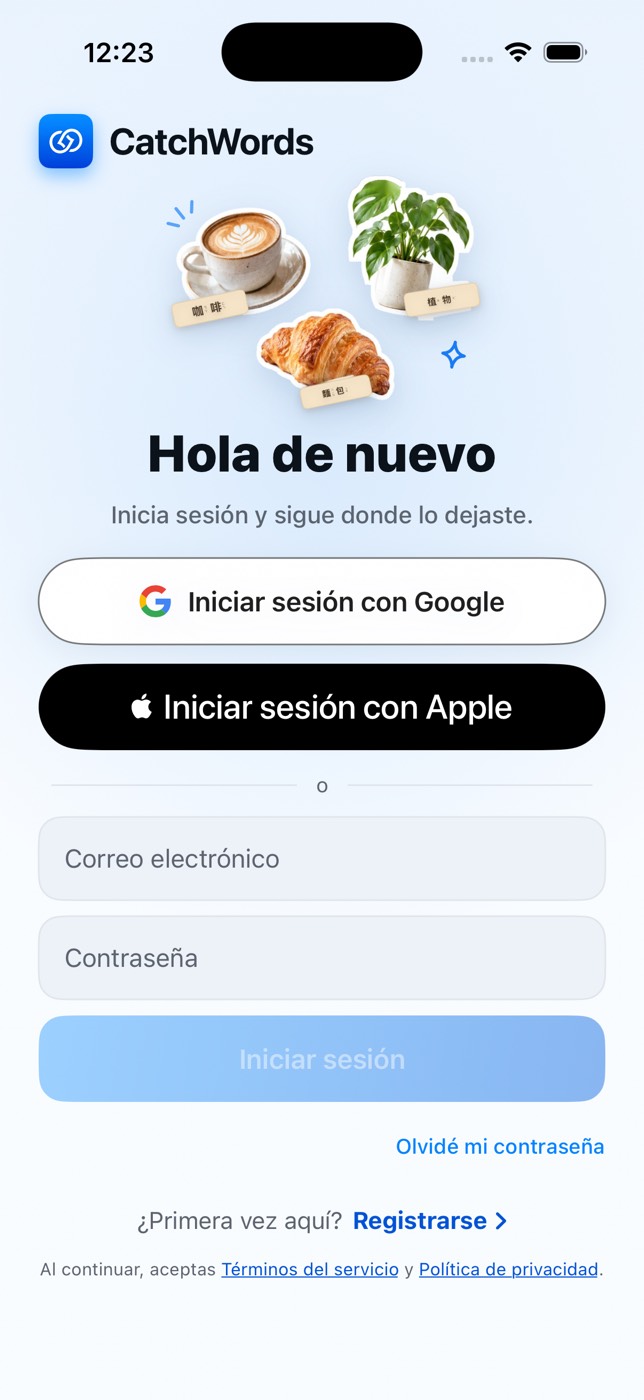 12:23
CatchWords
咖 啡
植 物
麵 包
Hola de nuevo
Inicia sesión y sigue donde lo dejaste.
Iniciar sesión con Google
Iniciar sesión con Apple
o
Correo electrónico
Contraseña
Iniciar sesión
Olvidé mi contraseña
¿Primera vez aquí? Registrarse >
Al continuar, aceptas Términos del servicio y Política de privacidad.